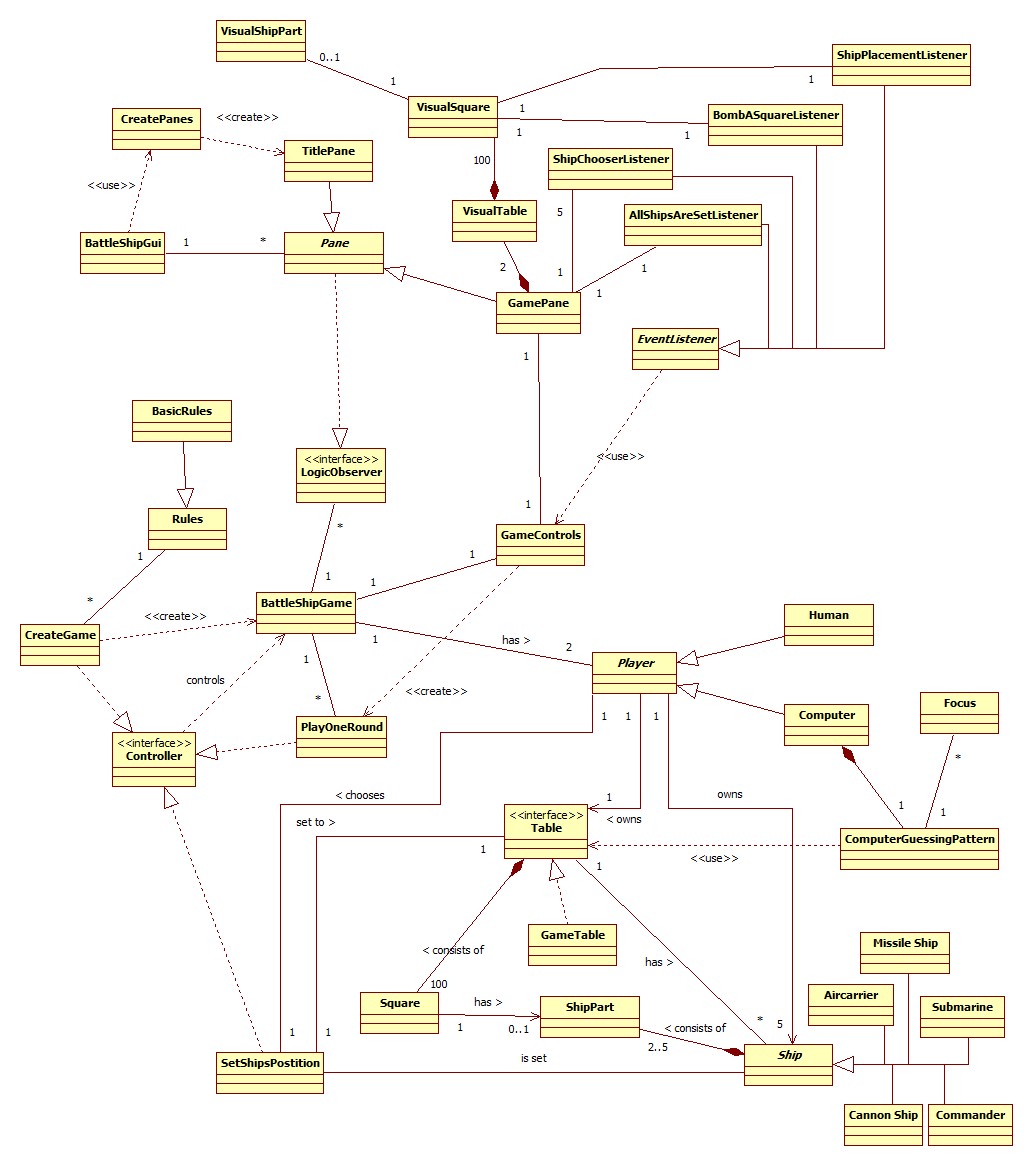 VisualShipPart
0..1
1
ShipPlacementListener
1
VisualSquare
1
1
BombASquareListener
1
CreatePanes
<<create>>
TitlePane
100
ShipChooserListener
<<use>>
VisualTable
5
AllShipsAreSetListener
BattleShipGui
1
*
Pane
2
1
1
1
GamePane
EventListener
1
BasicRules
<<interface>>
LogicObserver
<<use>>
Rules
*
1
GameControls
1
1
1
1
*
BattleShipGame
<<create>>
CreateGame
1
has >
2
Human
Player
1
controls
*
<<create>>
1
1
1
Computer
Focus
PlayOneRound
<<interface>>
Controller
*
< chooses
1
owns
1
1
set to >
< owns
<<interface>>
Table
ComputerGuessingPattern
1
<<use>>
1
GameTable
< consists of
has >
Missile Ship
100
Aircarrier
Submarine
Square
has >
ShipPart
1
0..1
< consists of
2..5
*
5
1
1
is set
Ship
SetShipsPostition
Cannon Ship
Commander